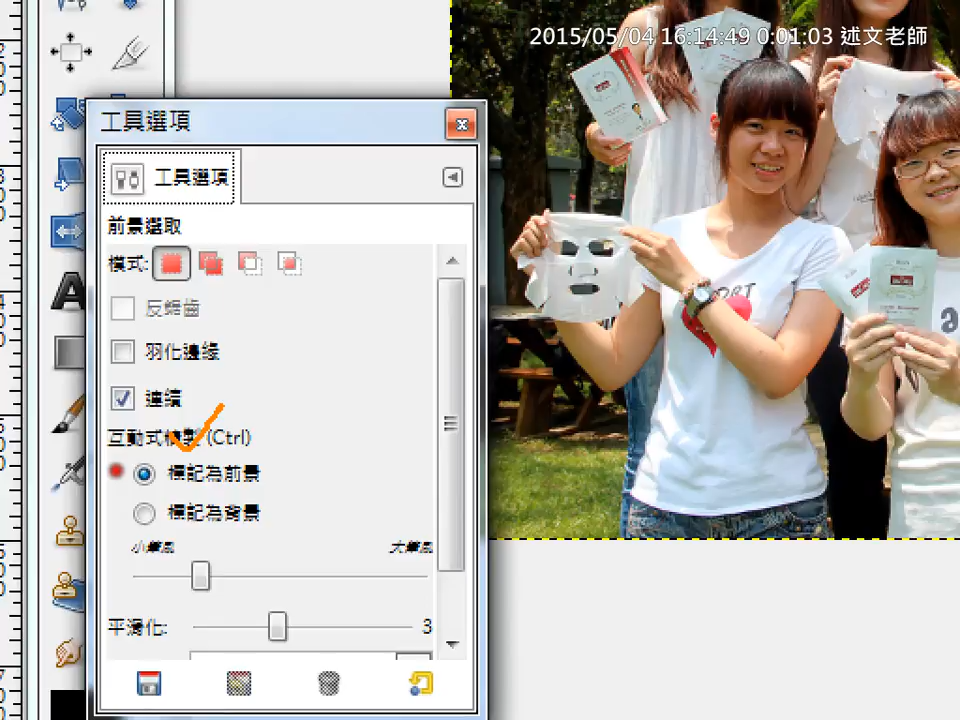 2015/05/04 16:14:49 0:01:03 述文老師
工具選項
工具選項
前景選取
模式:
反鋸齒
羽化邊緣
連續
互動式 (Ctrl)
標記為前景
標記為背景
小筆刷
大筆刷
平滑化:
3